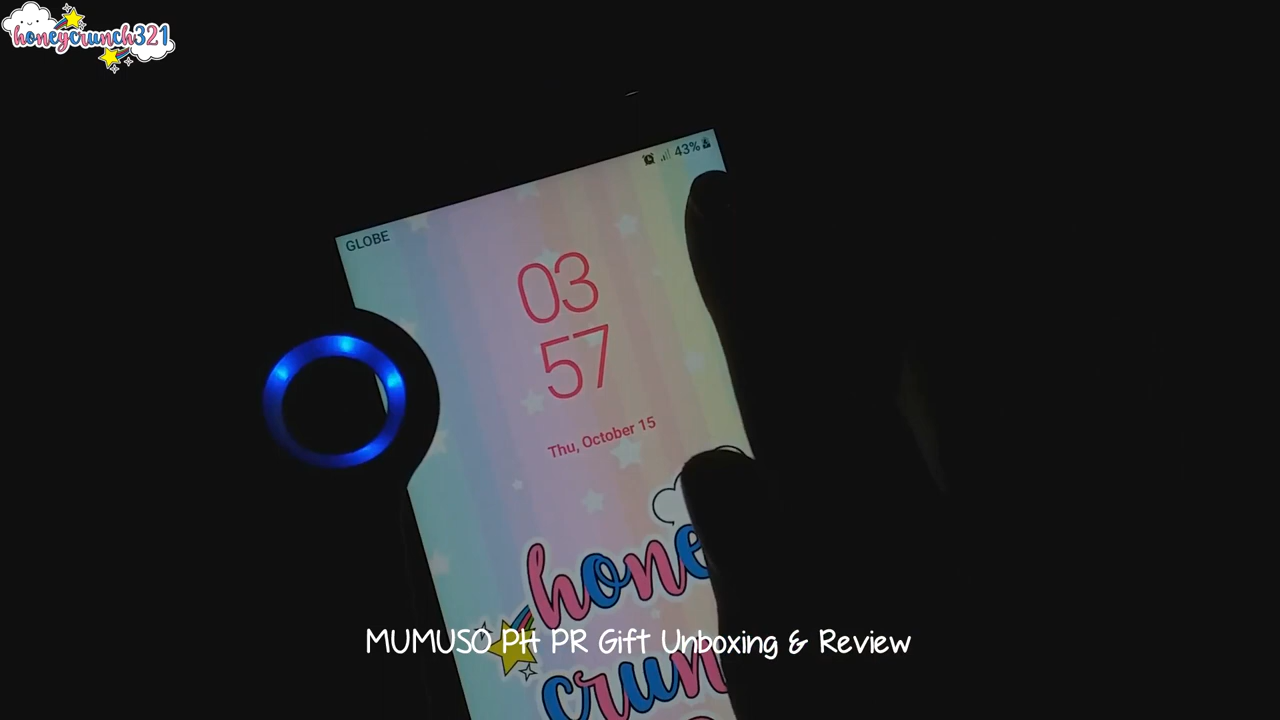 honeycrunch321
GLOBE
43%
03
57
Thu, October 15
hone
crun
MUMUSO PH PR Gift Unboxing & Review